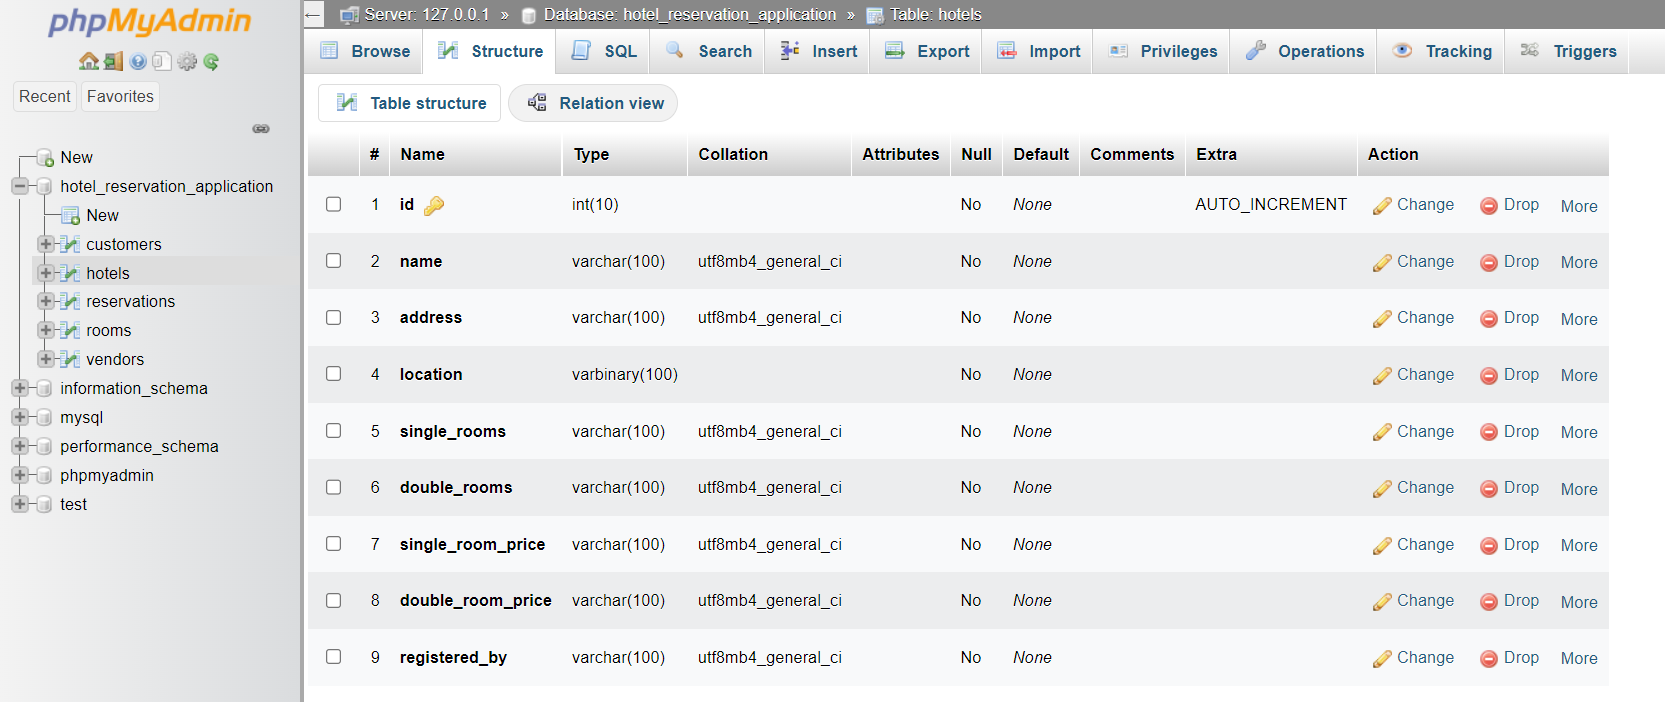 phpMyAdmin
Recent Favorites
New
hotel_reservation_application
New
customers
hotels
reservations
rooms
vendors
information_schema
mysql
performance_schema
phpmyadmin
test
Server: 127.0.0.1 » Database: hotel_reservation_application » Table: hotels
Browse Structure SQL Search Insert Export Import Privileges Operations Tracking Triggers
Table structure Relation view
# Name Type Collation Attributes Null Default Comments Extra Action
1 id int(10) No None AUTO_INCREMENT Change Drop More
2 name varchar(100) utf8mb4_general_ci No None Change Drop More
3 address varchar(100) utf8mb4_general_ci No None Change Drop More
4 location varbinary(100) No None Change Drop More
5 single_rooms varchar(100) utf8mb4_general_ci No None Change Drop More
6 double_rooms varchar(100) utf8mb4_general_ci No None Change Drop More
7 single_room_price varchar(100) utf8mb4_general_ci No None Change Drop More
8 double_room_price varchar(100) utf8mb4_general_ci No None Change Drop More
9 registered_by varchar(100) utf8mb4_general_ci No None Change Drop More